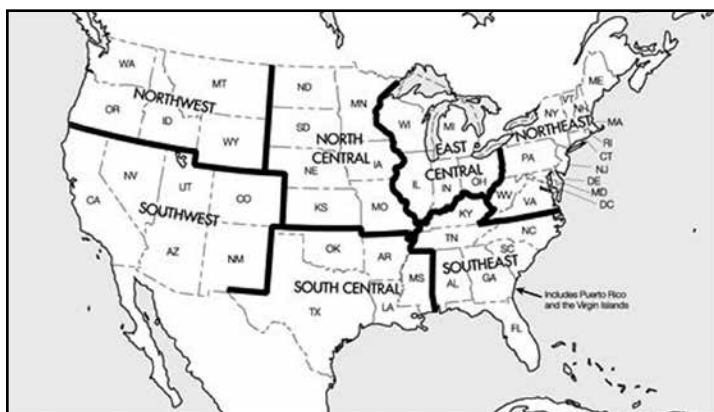 WA
MT
ND
MN
ME
NORTHWEST
OR
ID
WY
SD
WI
MI
VT
NH
NY
MA
NORTHEAST
RI
CT
NJ
DE
MD
DC
NORTH
CENTRAL
NE
IA
EAST
CENTRAL
IL
IN
OH
PA
WV
VA
NV
UT
CO
CA
SOUTHWEST
AZ
NM
KS
MO
KY
TN
NC
SC
OK
AR
MS
SOUTHEAST
AL
GA
SOUTH CENTRAL
TX
LA
FL
Includes Puerto Rico
and the Virgin Islands